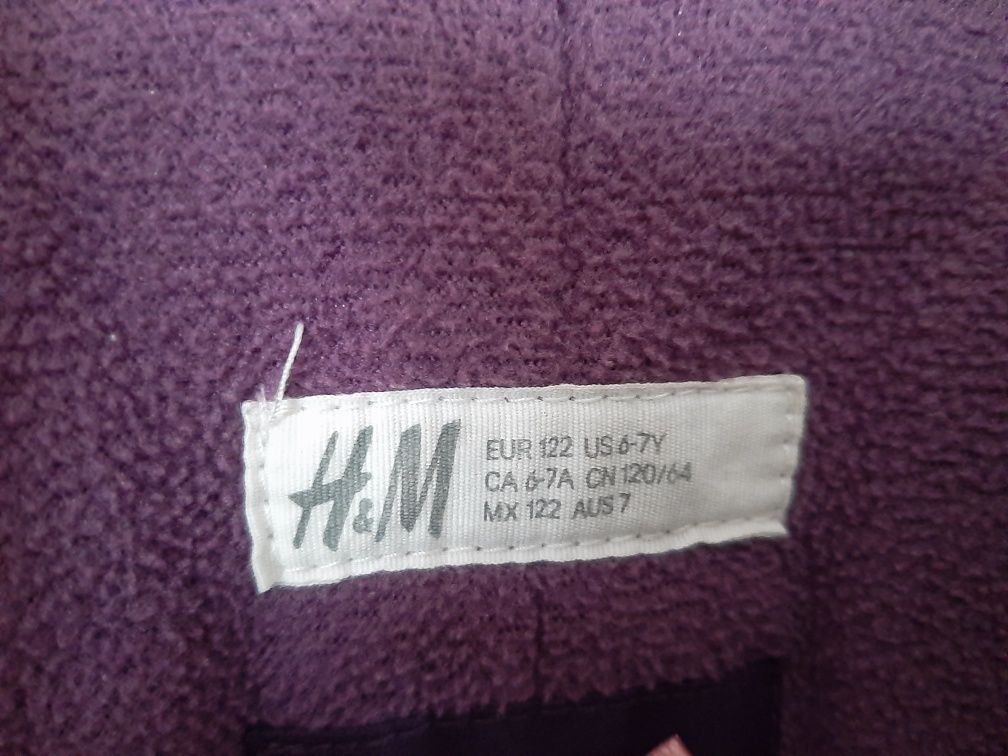 H&M
EUR 122 US 6-7Y
CA 6-7A CN 120/64
MX 122 AUS 7